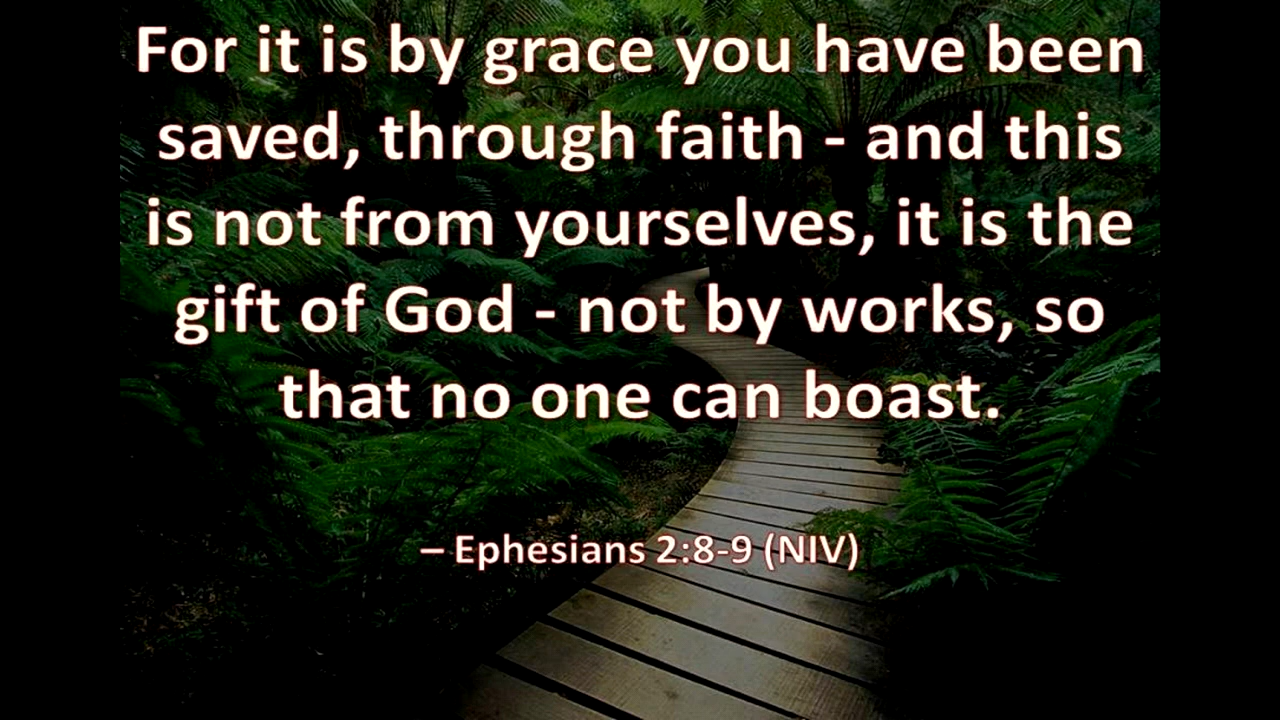 For it is by grace you have been
saved, through faith - and this
is not from yourselves, it is the
gift of God - not by works, so
that no one can boast.
– Ephesians 2:8-9 (NIV)